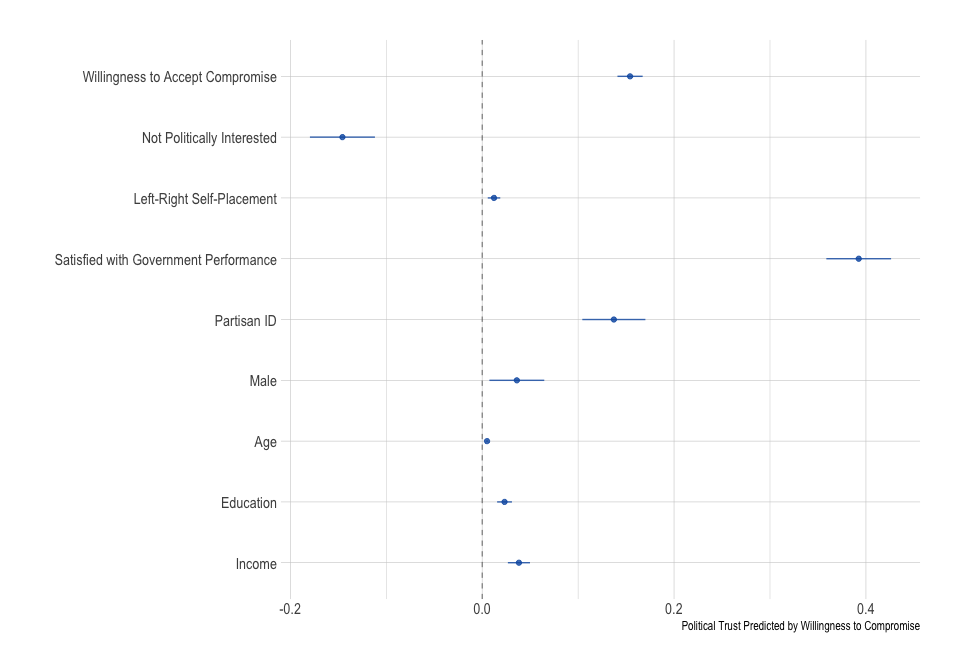 Willingness to Accept Compromise
Not Politically Interested
Left-Right Self-Placement
Satisfied with Government Performance
Partisan ID
Male
Age
Education
Income
-0.2 0.0 0.2 0.4
Political Trust Predicted by Willingness to Compromise